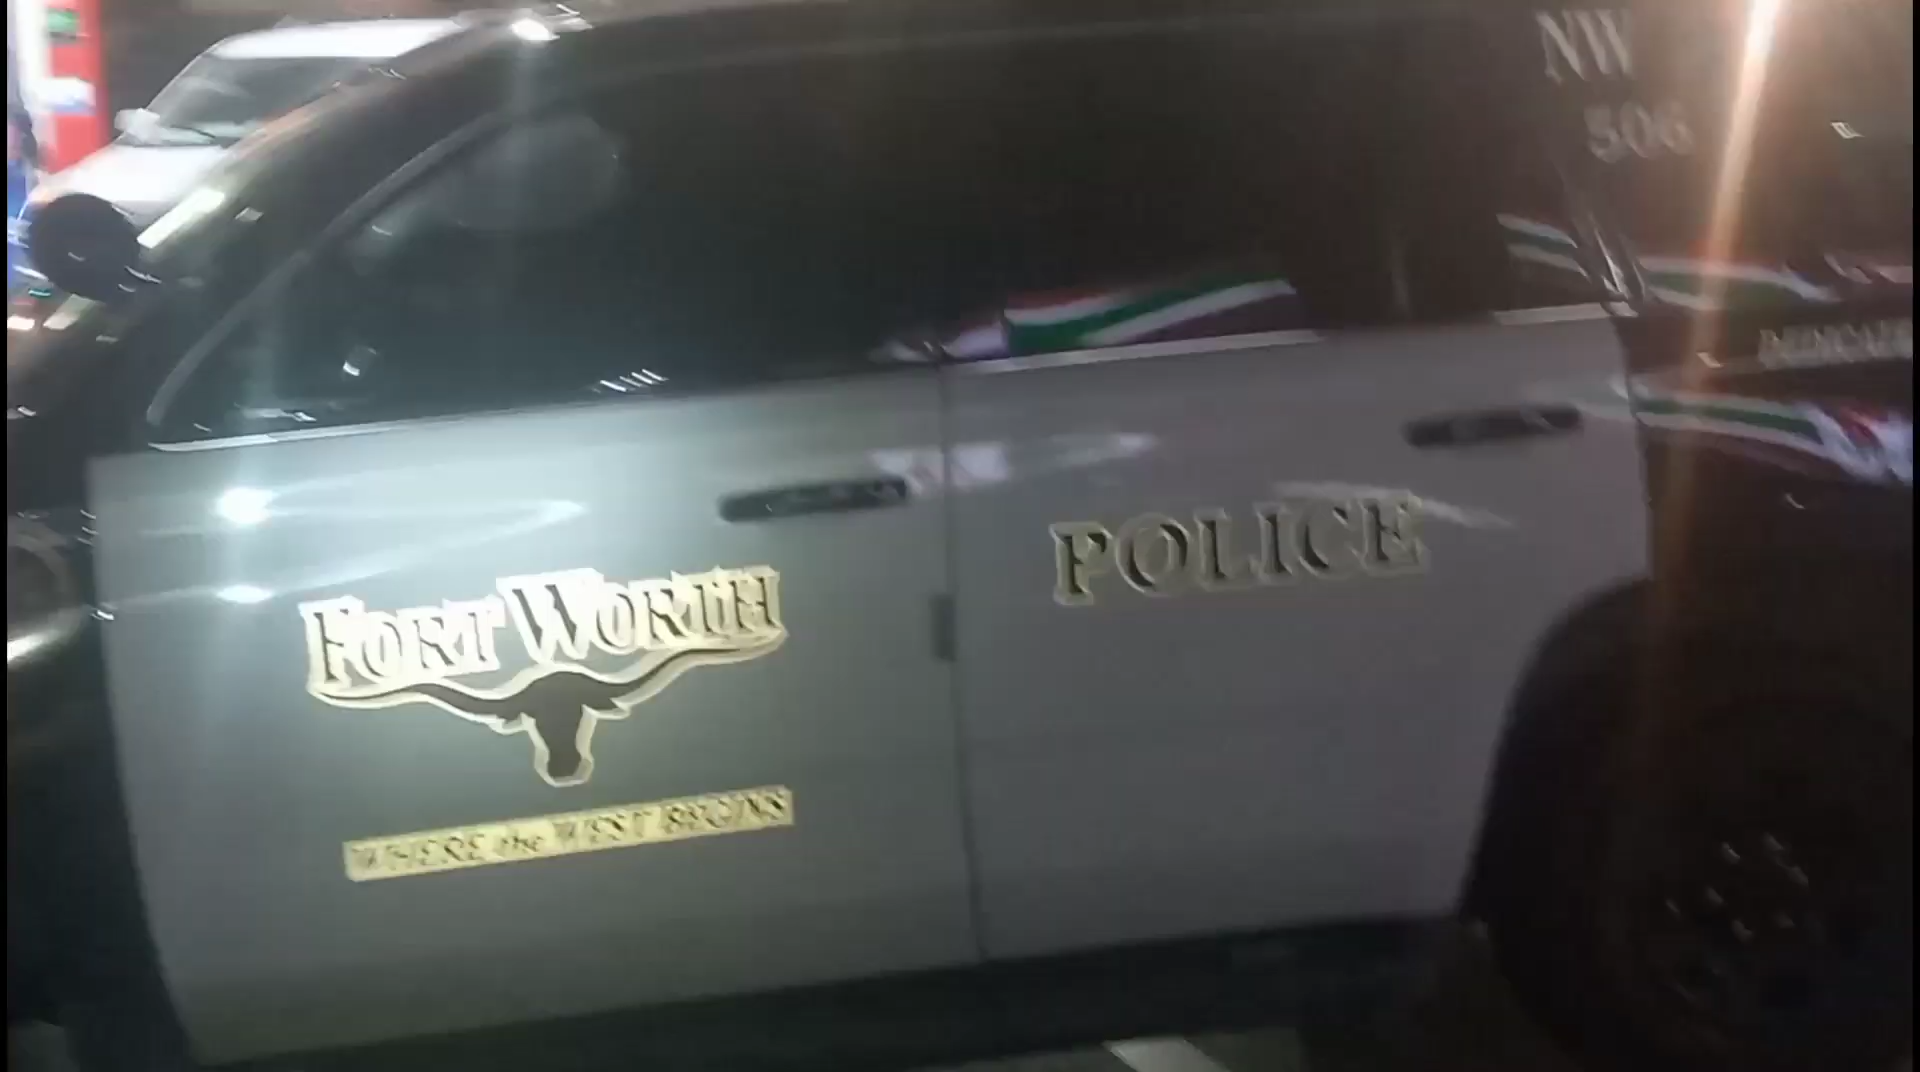 NW
506
FORT WORTH
POLICE
WHERE the WEST BEGINS